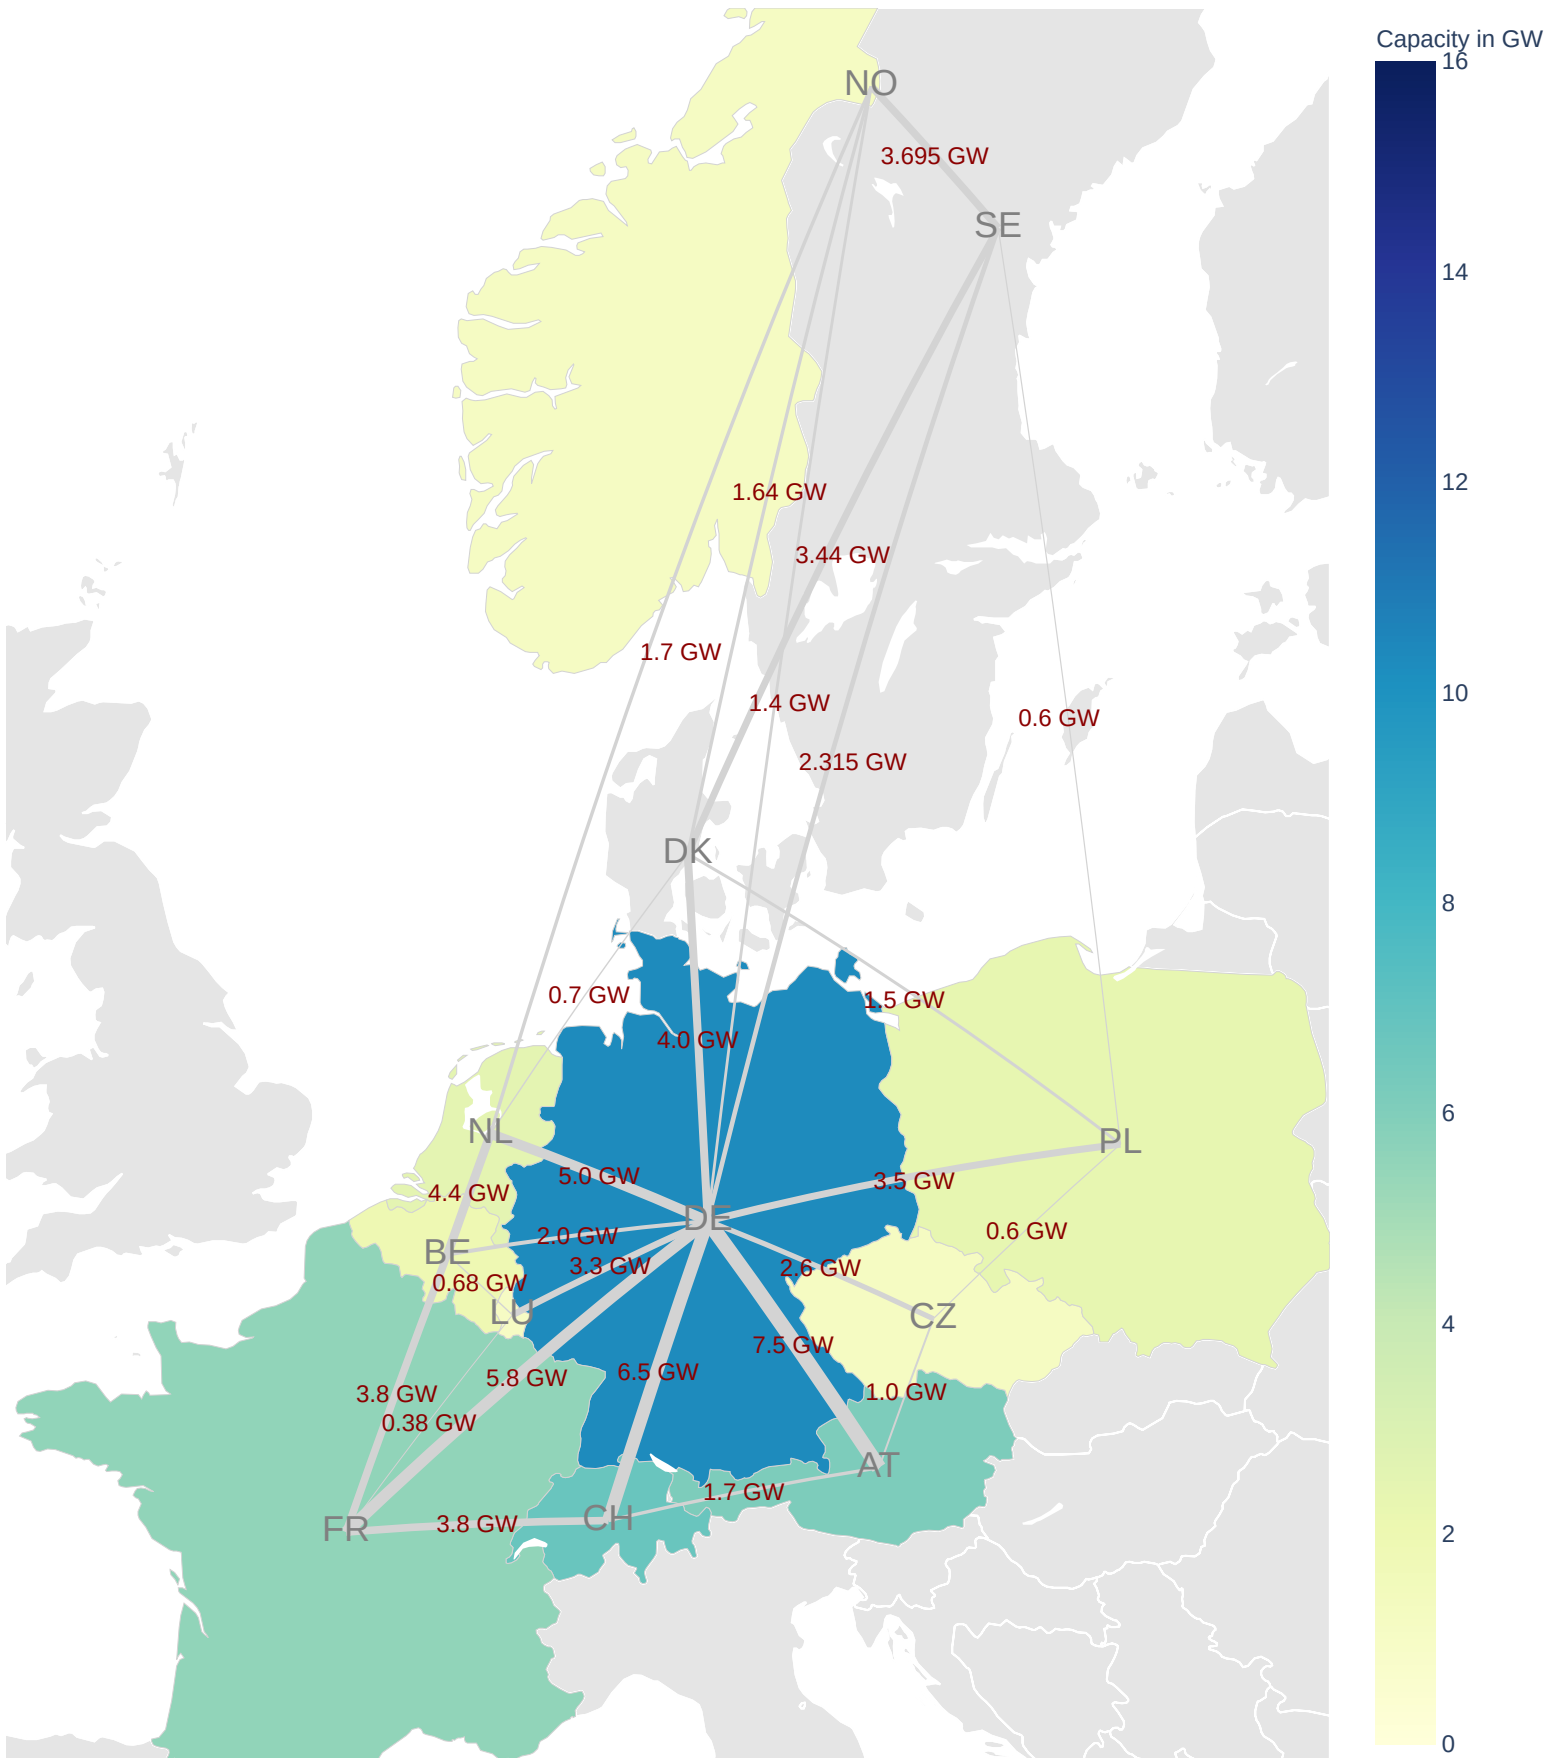 Capacity in GW
16
NO
3.695 GW
SE
14
12
1.64 GW
3.44 GW
1.7 GW
10
1.4 GW
0.6 GW
2.315 GW
DK
8
0.7 GW
1.5 GW
4.0 GW
6
NL
PL
5.0 GW
3.5 GW
4.4 GW
DE
0.6 GW
2.0 GW
BE
3.3 GW
2.6 GW
0.68 GW
LU
CZ
4
7.5 GW
6.5 GW
5.8 GW
3.8 GW
1.0 GW
0.38 GW
AT
1.7 GW
CH
3.8 GW
FR
2
0